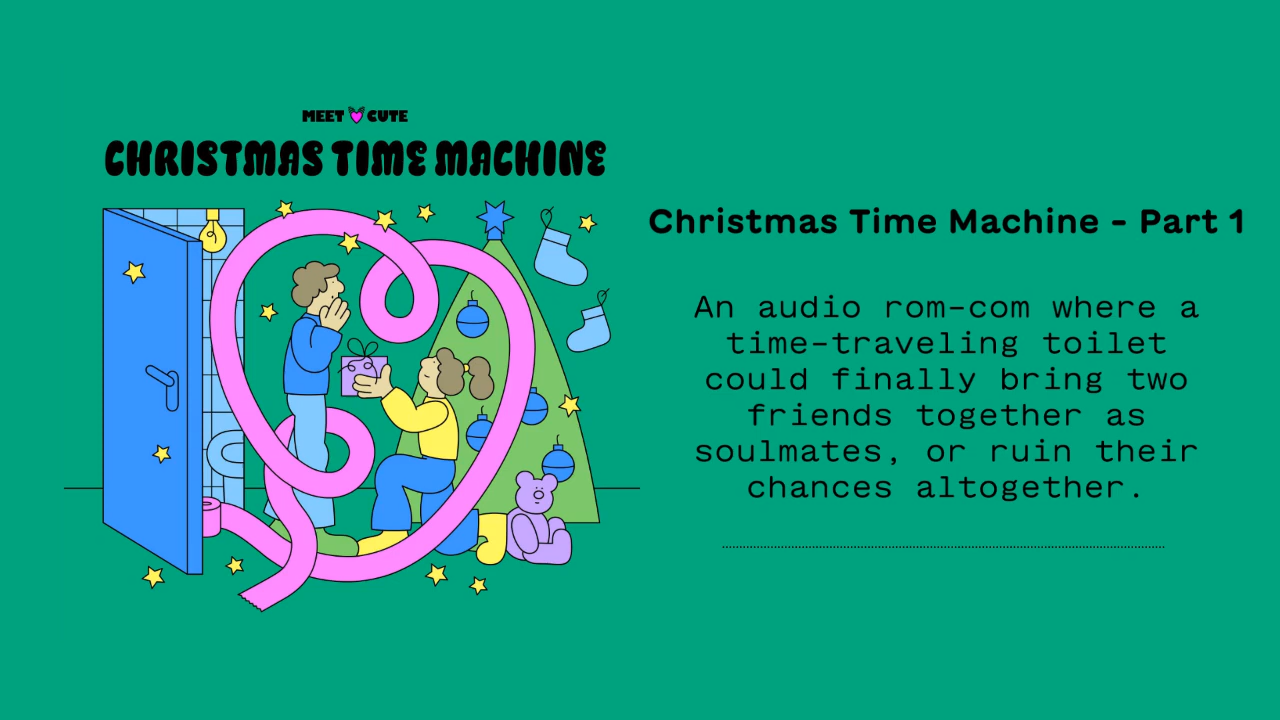 MEET CUTE
CHRISTMAS TIME MACHINE
Christmas Time Machine - Part 1
An audio rom-com where a
time-traveling toilet
could finally bring two
friends together as
soulmates, or ruin their
chances altogether.